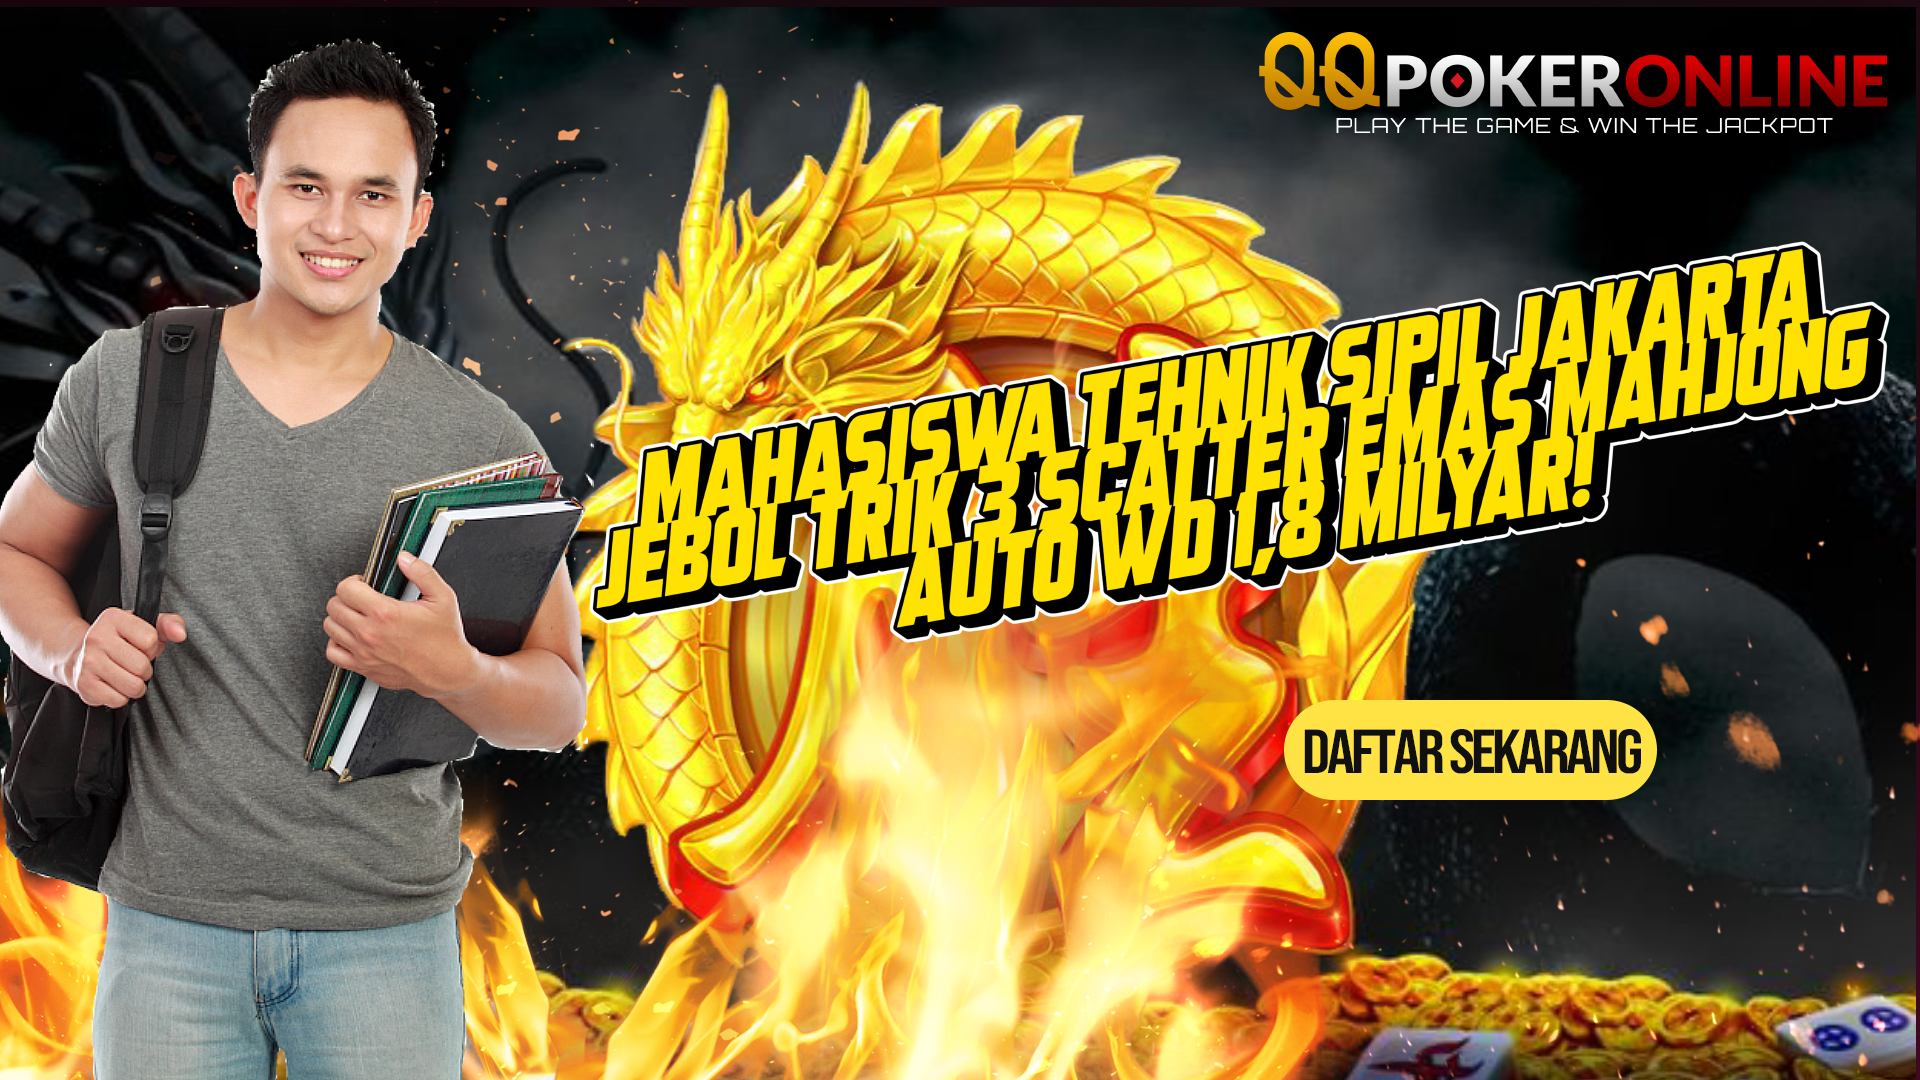 QQPOKERONLINE
PLAY THE GAME & WIN THE JACKPOT
MAHASISWA TEHNIK SIPIL JAKARTA
JEBOL TRIK 3 SCATTER EMAS MAHJONG
AUTO WD 1,8 MILYAR!
DAFTAR SEKARANG